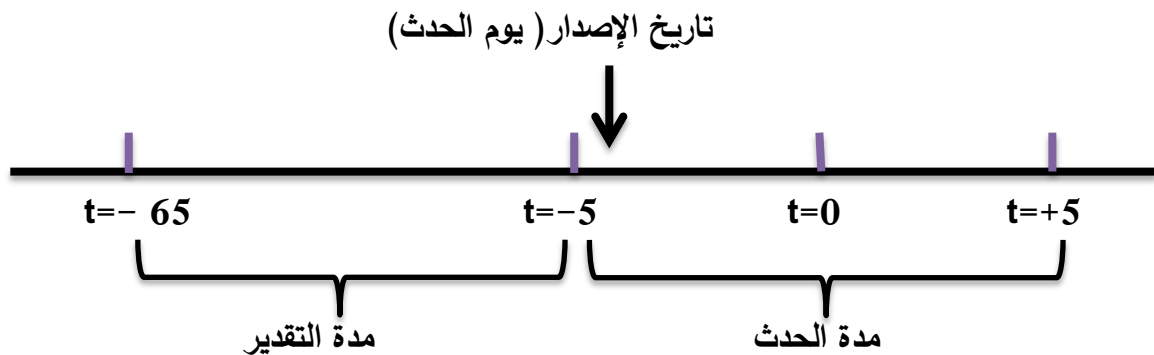 تاريخ الإصدار( يوم الحدث)
t=− 65
t=−5
t=0
t=+5
مدة التقدير
مدة الحدث